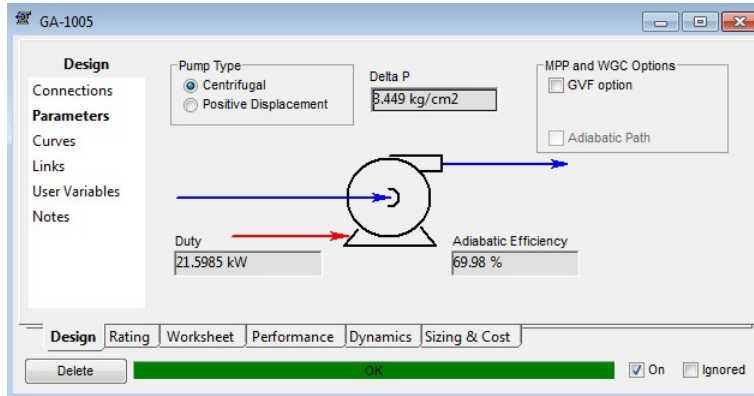 GA-1005
Design
Connections
Parameters
Curves
Links
User Variables
Notes
Pump Type
Centrifugal
Positive Displacement
Delta P
8.449 kg/cm2
MPP and WGC Options
GVF option
Adiabatic Path
Duty
21.5985 kW
Adiabatic Efficiency
69.98 %
Design Rating Worksheet Performance Dynamics Sizing & Cost
Delete OK On Ignored